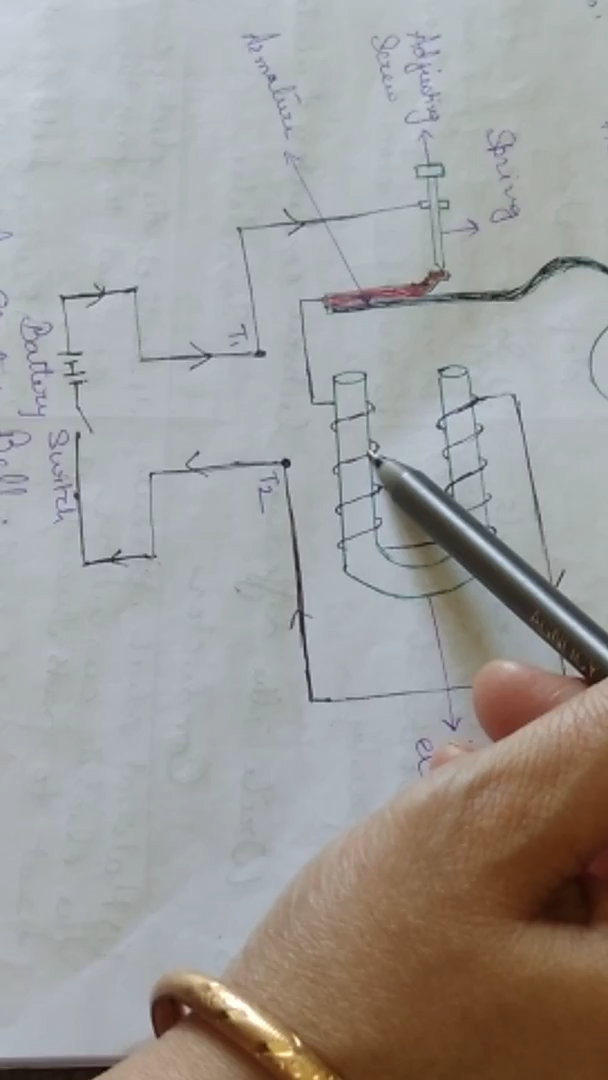 Spring
Adjusting
Screw
Armature
T1
T2
Battery
Switch
Bell.